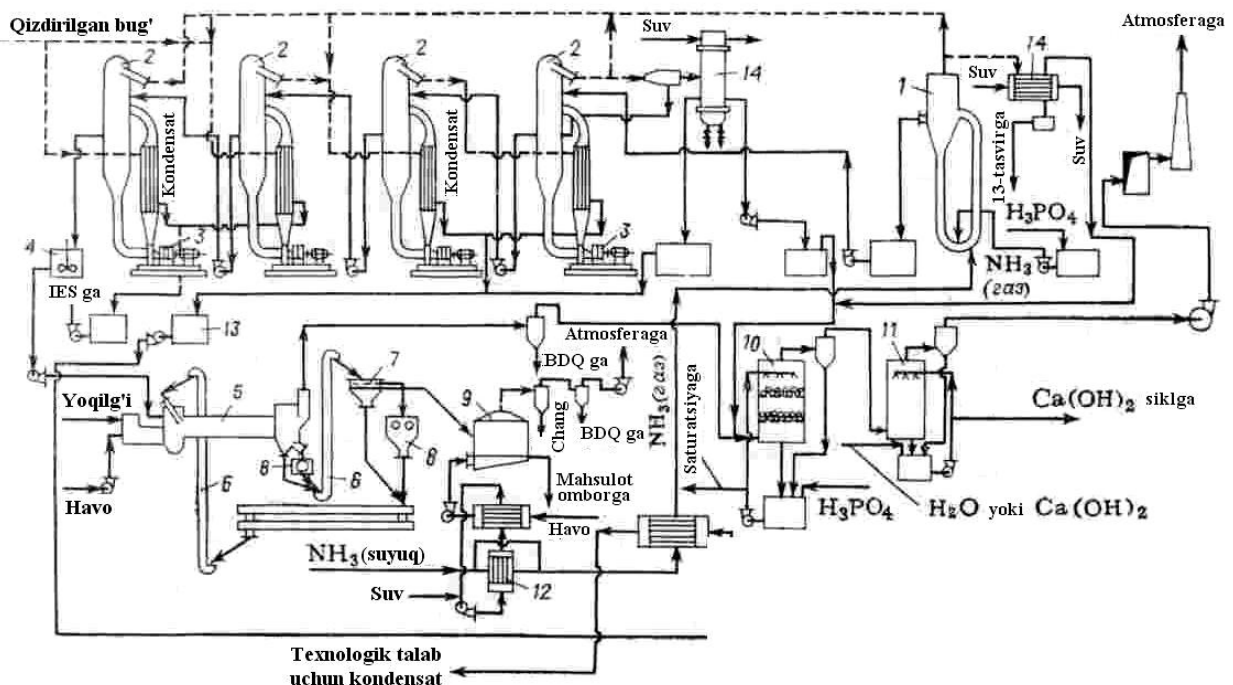 Qizdirilgan bug'
Suv
Atmosferaga
2
2
2
2
14
1
14
Suv
Suv
Kondensat
Kondensat
13-tasvirga
H₃PO₄
NH₃
(газ)
3
3
4
IES ga
13
Atmosferaga
BDQ ga
NH₃(газ)
10
11
Yoqilg'i
5
7
9
Chang
BDQ ga
Ca(OH)₂ siklga
8
8
6
6
Havo
Mahsulot
omborga
Saturatsiyaga
H₃PO₄
H₂O yoki Ca(OH)₂
Havo
NH₃(suyuq)
Suv
12
Texnologik talab
uchun kondensat